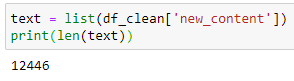 text = list(df_clean['new_content'])
print(len(text))
12446